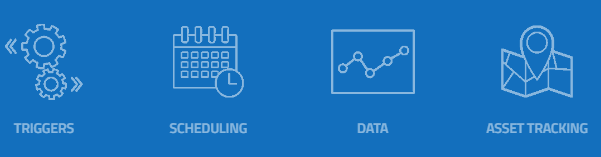 TRIGGERS
SCHEDULING
DATA
ASSET TRACKING